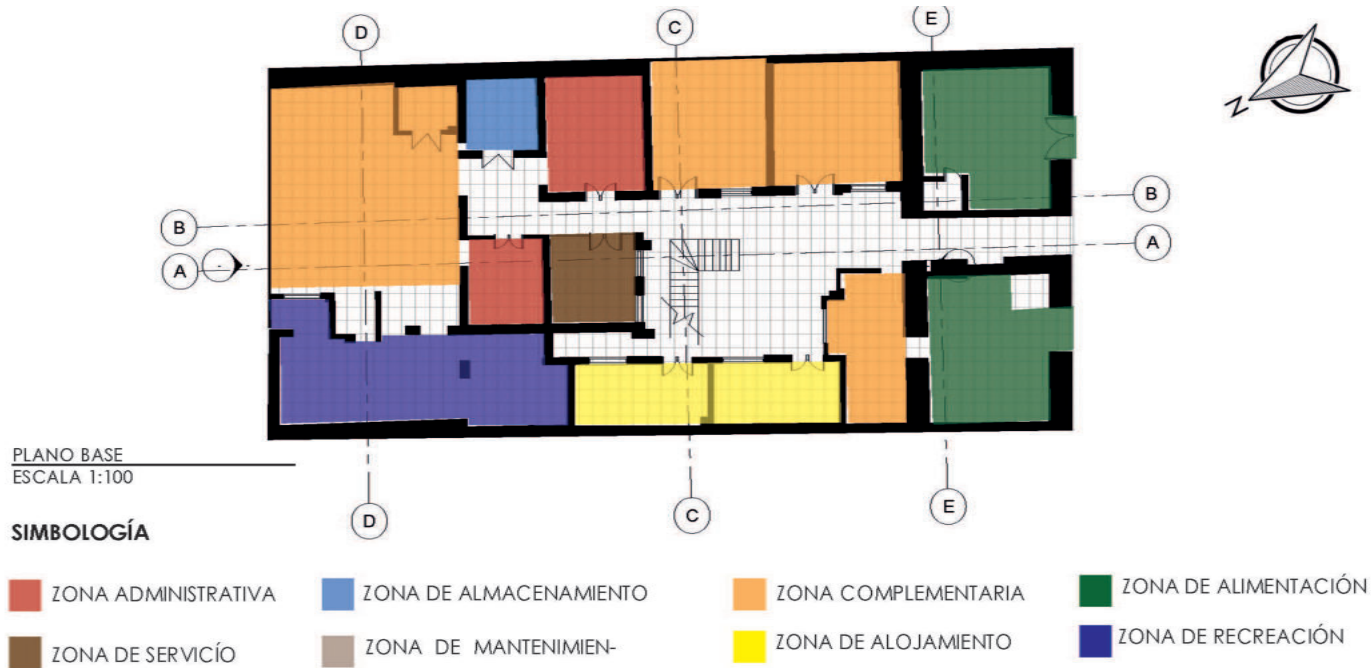 D
C
E
N
B
B
A
A
PLANO BASE
ESCALA 1:100
D
C
E
SIMBOLOGÍA
ZONA ADMINISTRATIVA
ZONA DE ALMACENAMIENTO
ZONA COMPLEMENTARIA
ZONA DE ALIMENTACIÓN
ZONA DE SERVICÍO
ZONA DE MANTENIMIEN-
ZONA DE ALOJAMIENTO
ZONA DE RECREACIÓN